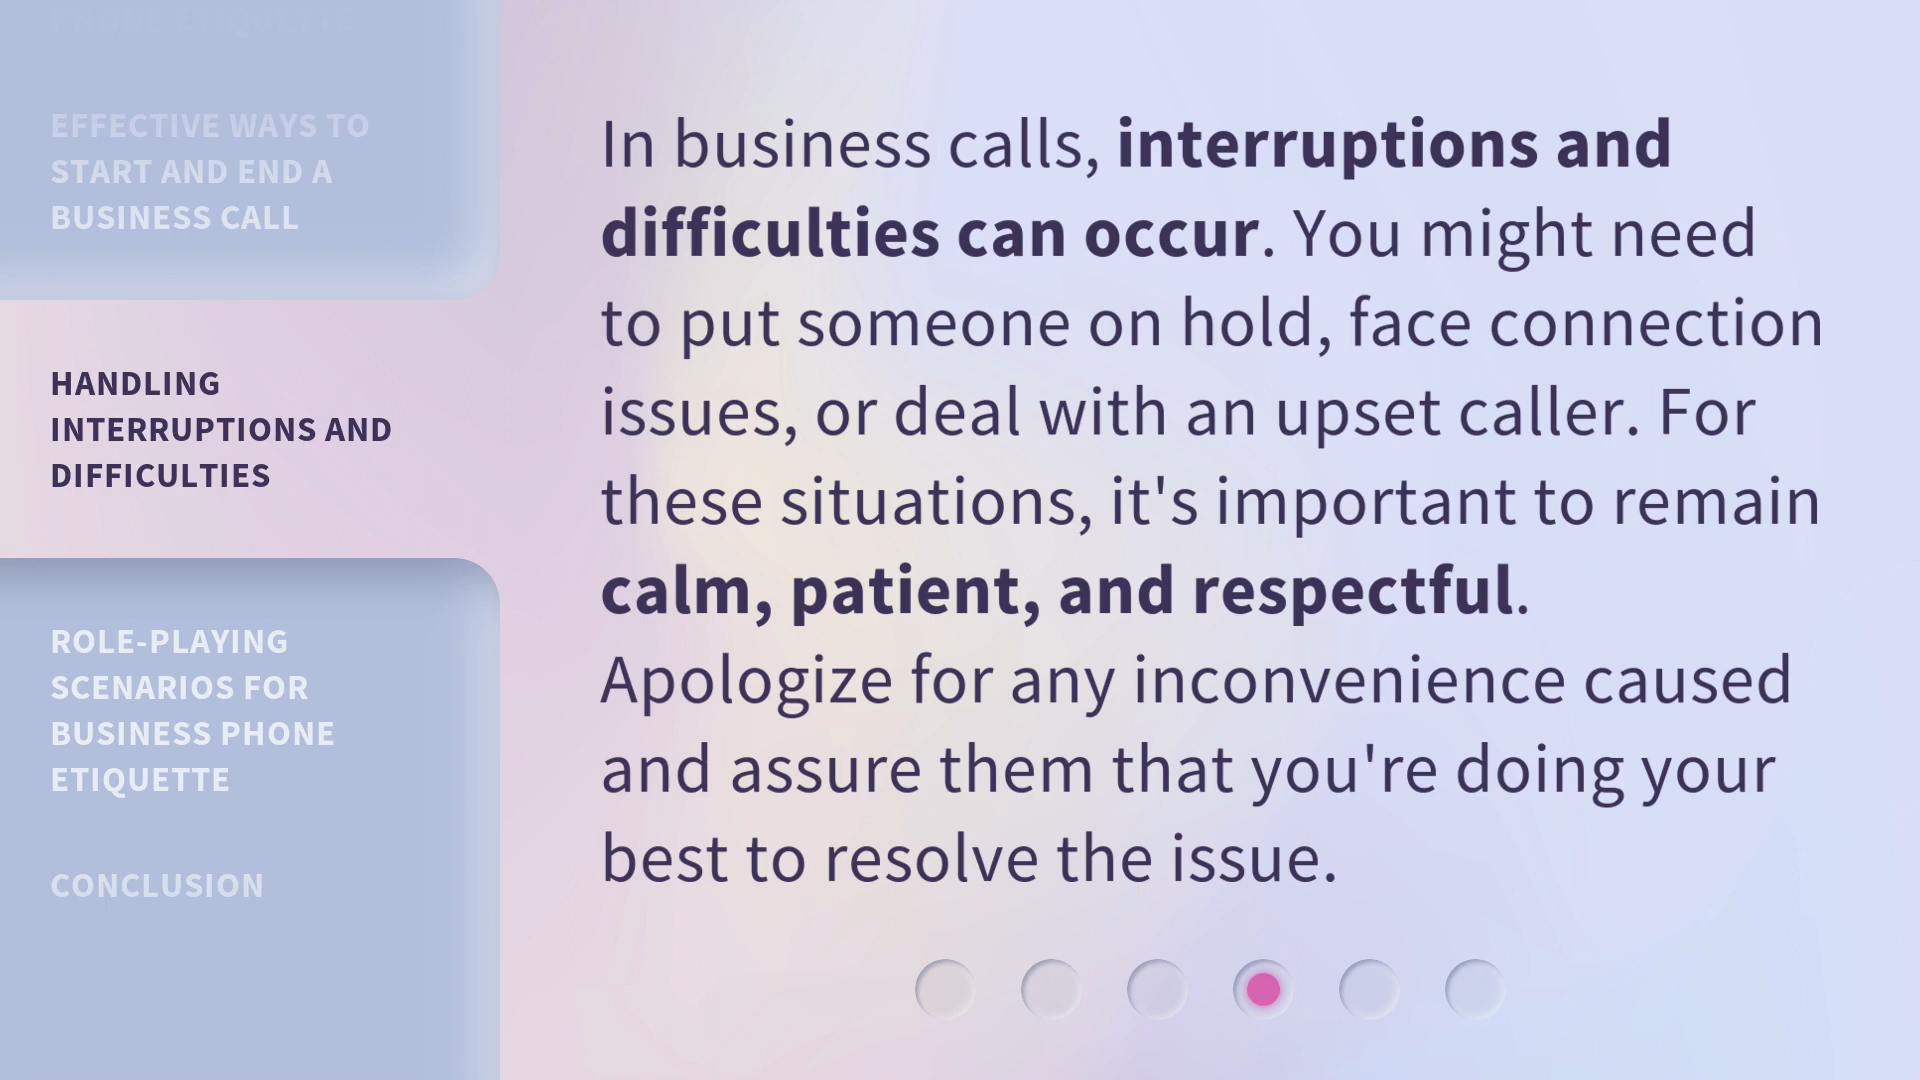 PHONE ETIQUETTE
EFFECTIVE WAYS TO
START AND END A
BUSINESS CALL
HANDLING
INTERRUPTIONS AND
DIFFICULTIES
ROLE-PLAYING
SCENARIOS FOR
BUSINESS PHONE
ETIQUETTE
CONCLUSION
In business calls, interruptions and
difficulties can occur. You might need
to put someone on hold, face connection
issues, or deal with an upset caller. For
these situations, it's important to remain
calm, patient, and respectful.
Apologize for any inconvenience caused
and assure them that you're doing your
best to resolve the issue.